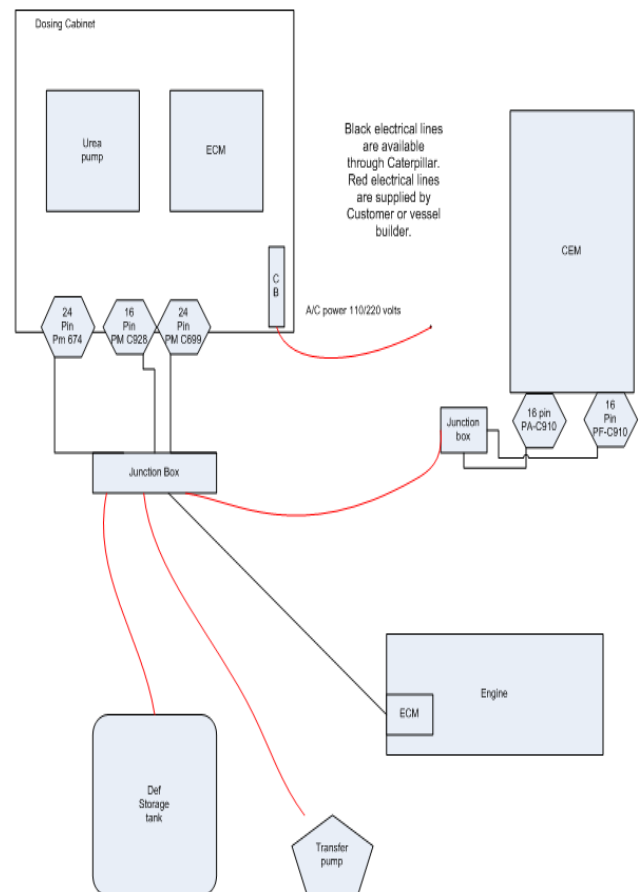 Dosing Cabinet
Urea
pump
ECM
Black electrical lines
are available
through Caterpillar.
Red electrical lines
are supplied by
Customer or vessel
builder.
CEM
C
B
A/C power 110/220 volts
24
Pin
Pm 674
16
Pin
PM C928
24
Pin
PM C699
Junction
box
16 pin
PA-C910
16
Pin
PF-C910
Junction Box
Engine
ECM
Def
Storage
tank
Transfer
pump